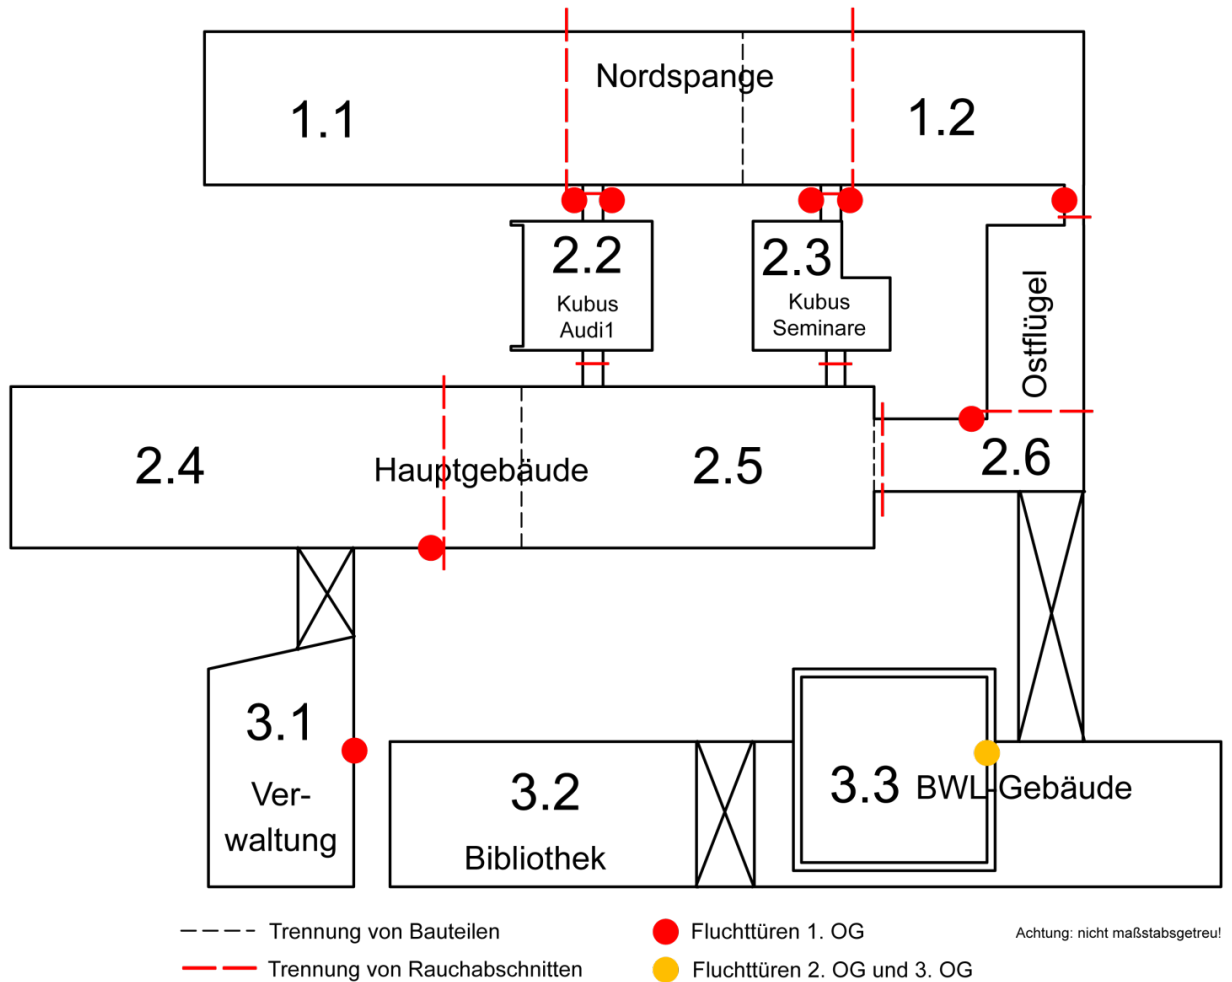 Nordspange
1.1
1.2
2.2
Kubus
Audi1
2.3
Kubus
Seminare
Ostflügel
2.4
Hauptgebäude
2.5
2.6
3.1
Ver-
waltung
3.2
Bibliothek
3.3
BWL-Gebäude
Trennung von Bauteilen
Fluchttüren 1. OG
Achtung: nicht maßstabsgetreu!
Trennung von Rauchabschnitten
Fluchttüren 2. OG und 3. OG